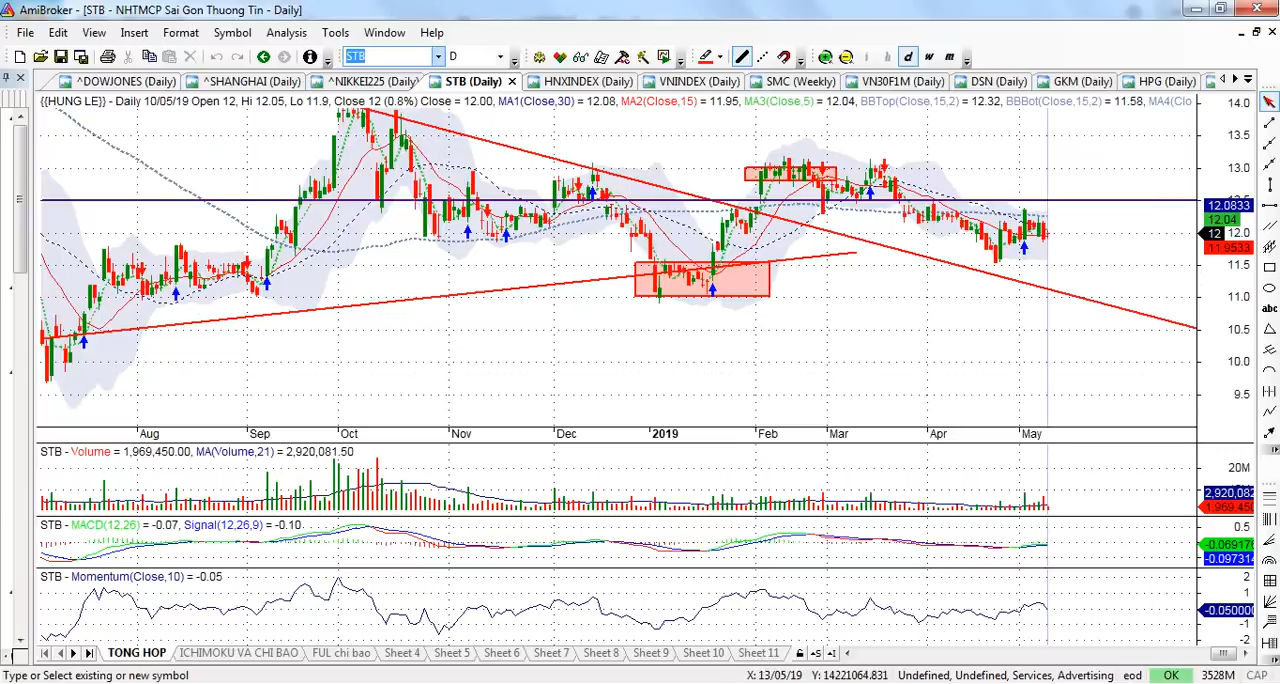 AmiBroker - [STB - NHTMCP Sai Gon Thuong Tin - Daily]
File Edit View Insert Format Symbol Analysis Tools Window Help
STB D d w m
^DOWJONES (Daily) ^SHANGHAI (Daily) ^NIKKEI225 (Daily) STB (Daily) HNXINDEX (Daily) VNINDEX (Daily) SMC (Weekly) VN30F1M (Daily) DSN (Daily) GKM (Daily) HPG (Daily)
{{HUNG LE}} - Daily 10/05/19 Open 12, Hi 12.05, Lo 11.9, Close 12 (0.8%) Close = 12.00, MA1(Close,30) = 12.08, MA2(Close,15) = 11.95, MA3(Close,5) = 12.04, BBTop(Close,15,2) = 12.32, BBBot(Close,15,2) = 11.58, MA4(Clo
14.0
13.5
13.0
12.5
12.0833
12.04
12 12.0
11.9533
11.5
11.0
10.5
10.0
9.5
abc
Aug Sep Oct Nov Dec 2019 Feb Mar Apr May
STB - Volume = 1,969,450.00, MA(Volume,21) = 2,920,081.50
20M
2,920,082
1,969,450
STB - MACD(12,26) = -0.07, Signal(12,26,9) = -0.10
0.5
-0.069176
-0.097314
STB - Momentum(Close,10) = -0.05
2
1
-0.05000
-1
-2
TONG HOP ICHIMOKU VÀ CHI BAO FUL chi bao Sheet 4 Sheet 5 Sheet 6 Sheet 7 Sheet 8 Sheet 9 Sheet 10 Sheet 11
Type or Select existing or new symbol X: 13/05/19 Y: 14221064.831 Undefined, Undefined, Services, Advertising eod OK 3528M CAP